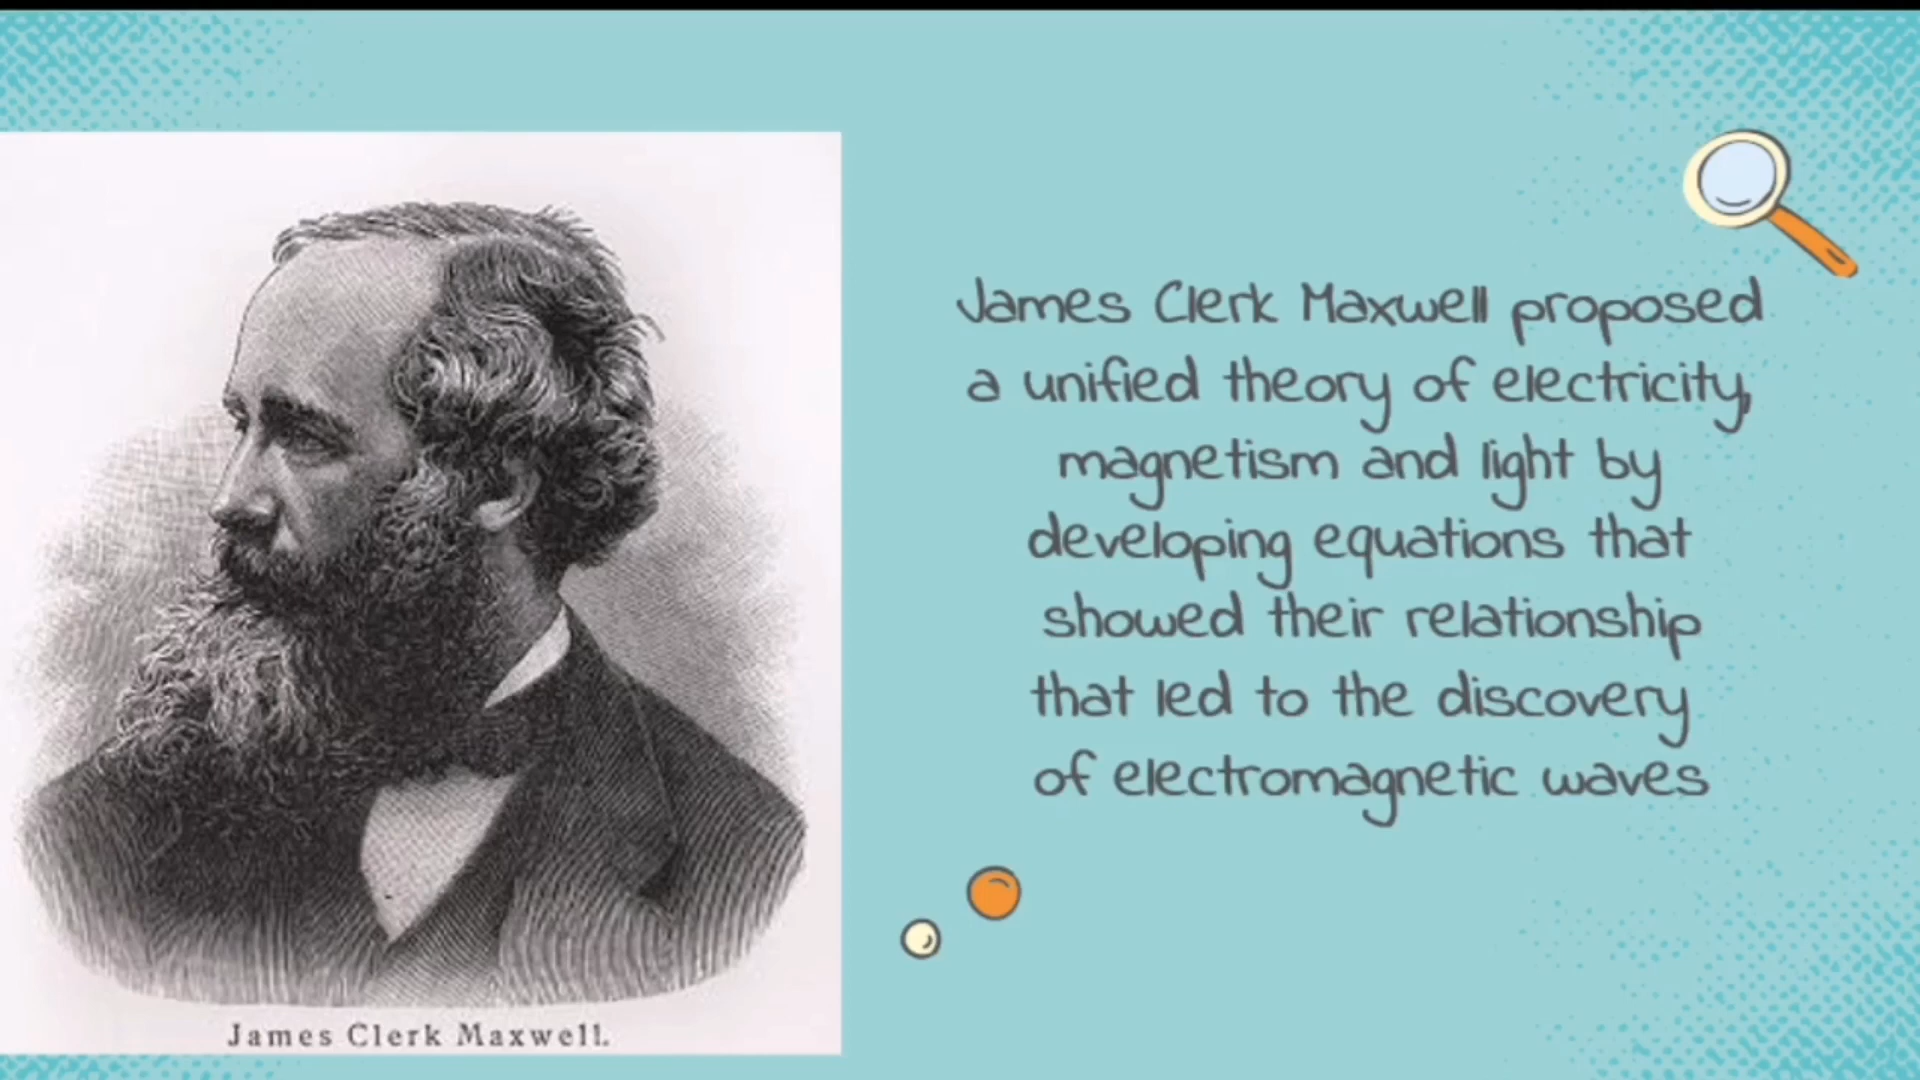 James Clerk Maxwell proposed
a unified theory of electricity,
magnetism and light by
developing equations that
showed their relationship
that led to the discovery
of electromagnetic waves
James Clerk Maxwell.